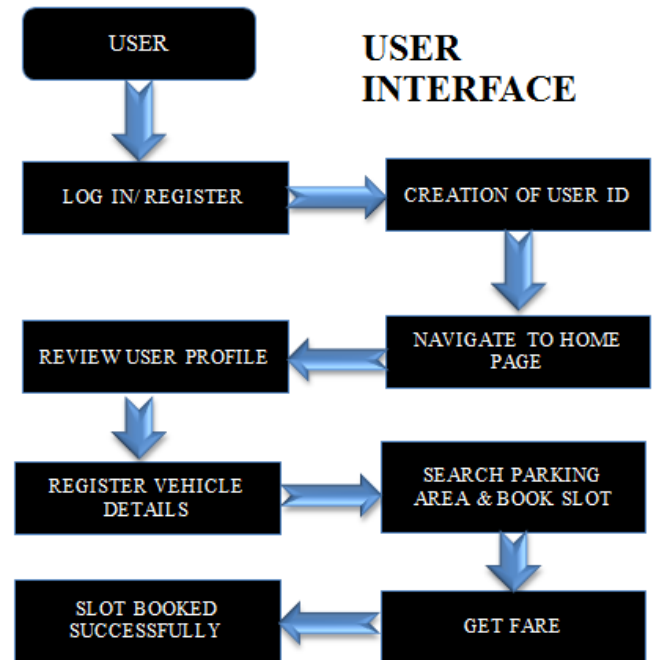 USER
USER
INTERFACE
LOG IN/ REGISTER
CREATION OF USER ID
NAVIGATE TO HOME
PAGE
REVIEW USER PROFILE
REGISTER VEHICLE
DETAILS
SEARCH PARKING
AREA & BOOK SLOT
GET FARE
SLOT BOOKED
SUCCESSFULLY